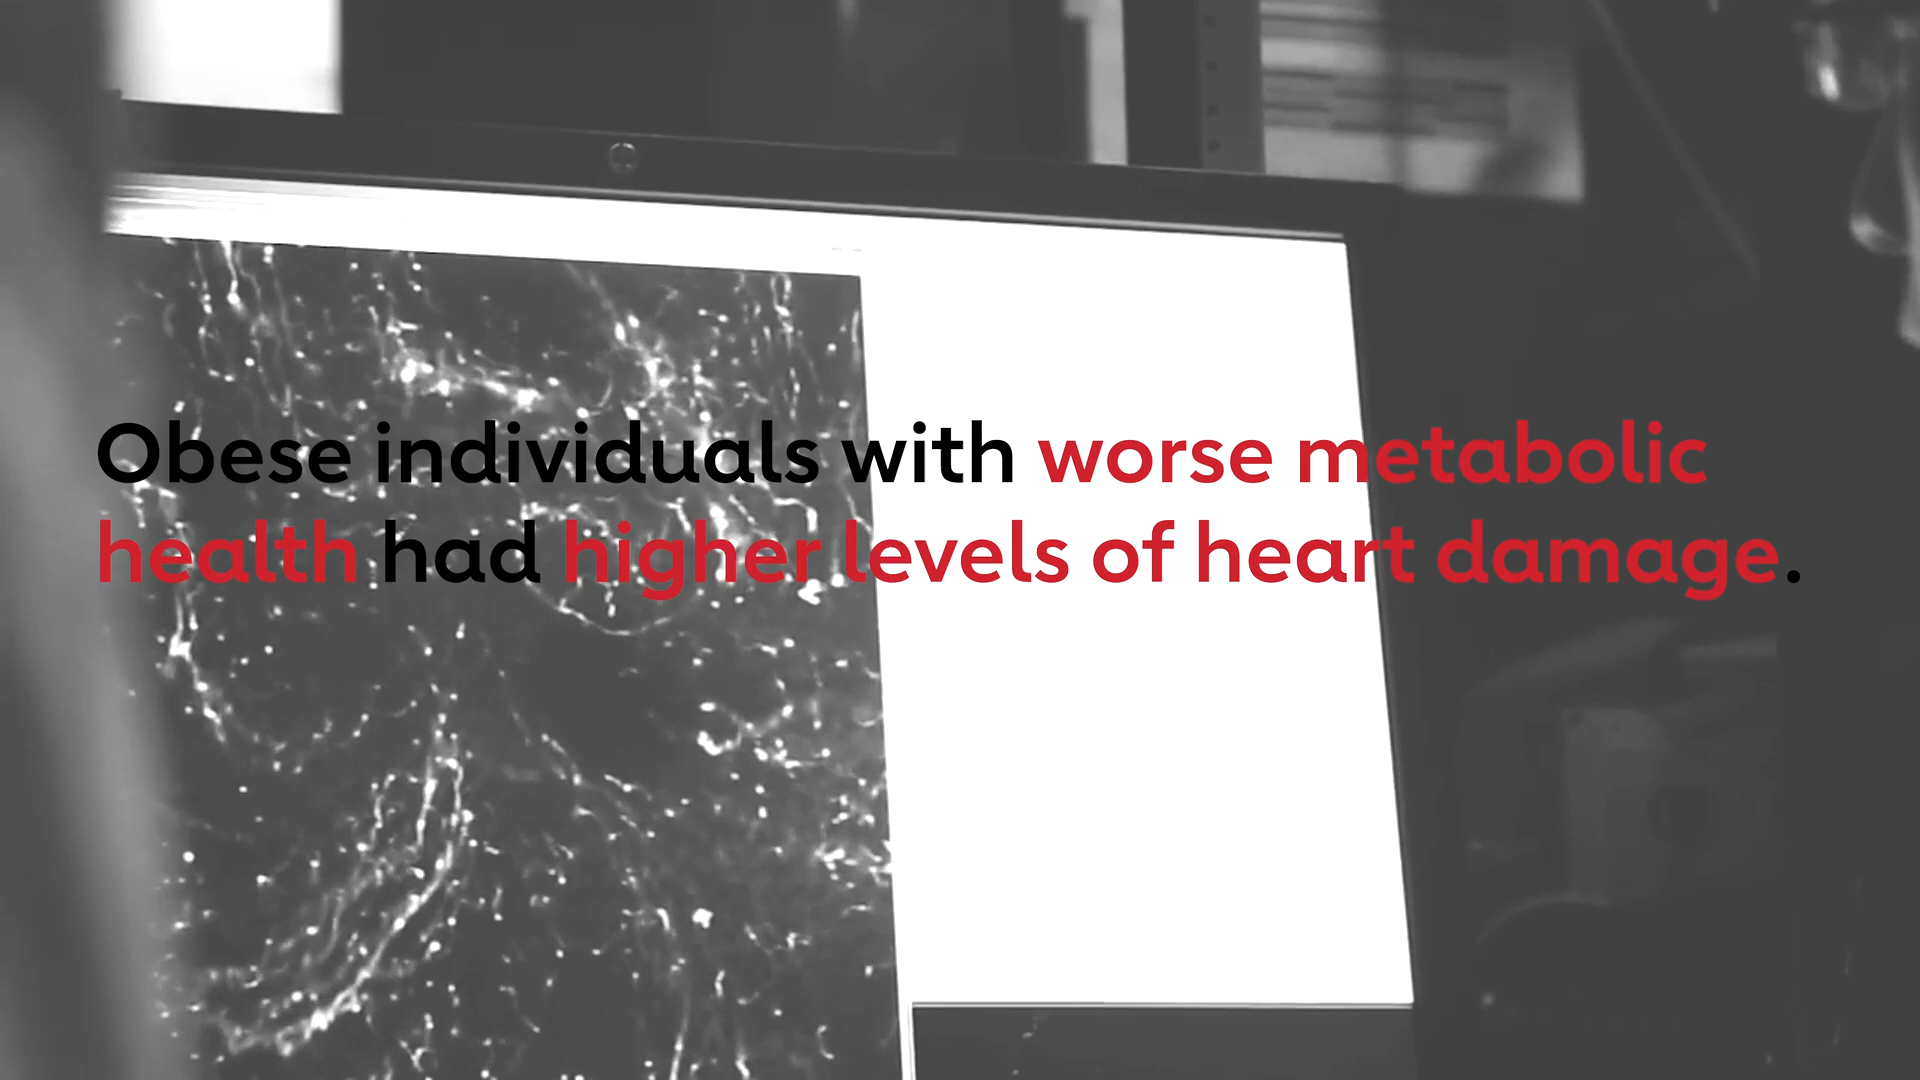 Obese individuals with worse metabolic
health had higher levels of heart damage.